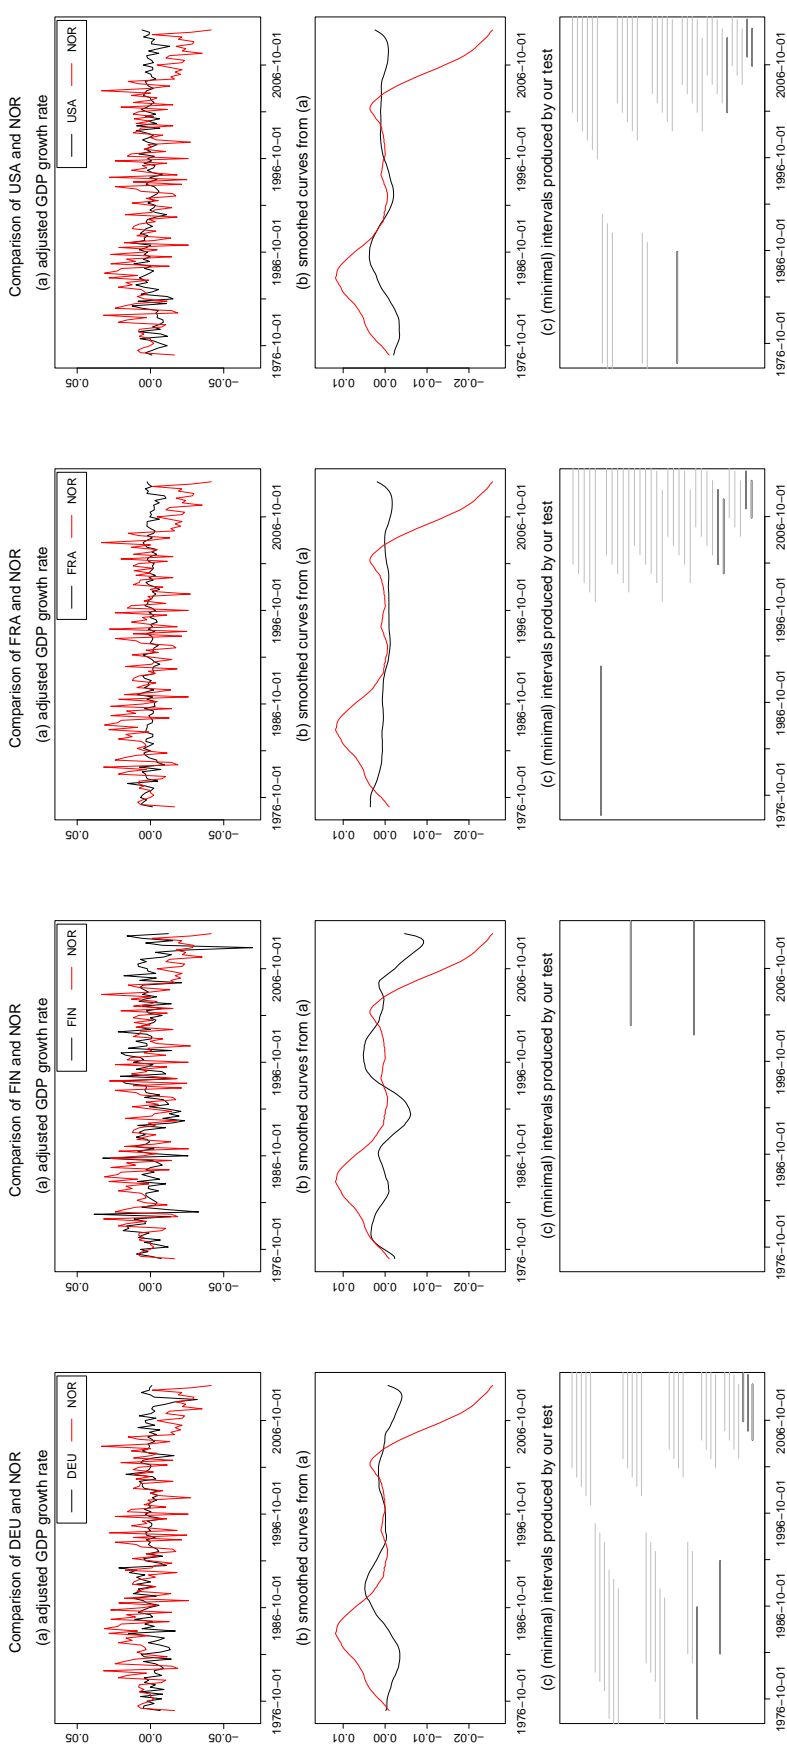 Comparison of DEU and NOR
(a) adjusted GDP growth rate
DEU NOR
0.05
0.00
−0.05
1976−10−01 1986−10−01 1996−10−01 2006−10−01
(b) smoothed curves from (a)
0.01
0.00
−0.01
−0.02
1976−10−01 1986−10−01 1996−10−01 2006−10−01
(c) (minimal) intervals produced by our test
1976−10−01 1986−10−01 1996−10−01 2006−10−01
Comparison of FIN and NOR
(a) adjusted GDP growth rate
FIN NOR
0.05
0.00
−0.05
1976−10−01 1986−10−01 1996−10−01 2006−10−01
(b) smoothed curves from (a)
0.01
0.00
−0.01
−0.02
1976−10−01 1986−10−01 1996−10−01 2006−10−01
(c) (minimal) intervals produced by our test
1976−10−01 1986−10−01 1996−10−01 2006−10−01
Comparison of FRA and NOR
(a) adjusted GDP growth rate
FRA NOR
0.05
0.00
−0.05
1976−10−01 1986−10−01 1996−10−01 2006−10−01
(b) smoothed curves from (a)
0.01
0.00
−0.01
−0.02
1976−10−01 1986−10−01 1996−10−01 2006−10−01
(c) (minimal) intervals produced by our test
1976−10−01 1986−10−01 1996−10−01 2006−10−01
Comparison of USA and NOR
(a) adjusted GDP growth rate
USA NOR
0.05
0.00
−0.05
1976−10−01 1986−10−01 1996−10−01 2006−10−01
(b) smoothed curves from (a)
0.01
0.00
−0.01
−0.02
1976−10−01 1986−10−01 1996−10−01 2006−10−01
(c) (minimal) intervals produced by our test
1976−10−01 1986−10−01 1996−10−01 2006−10−01